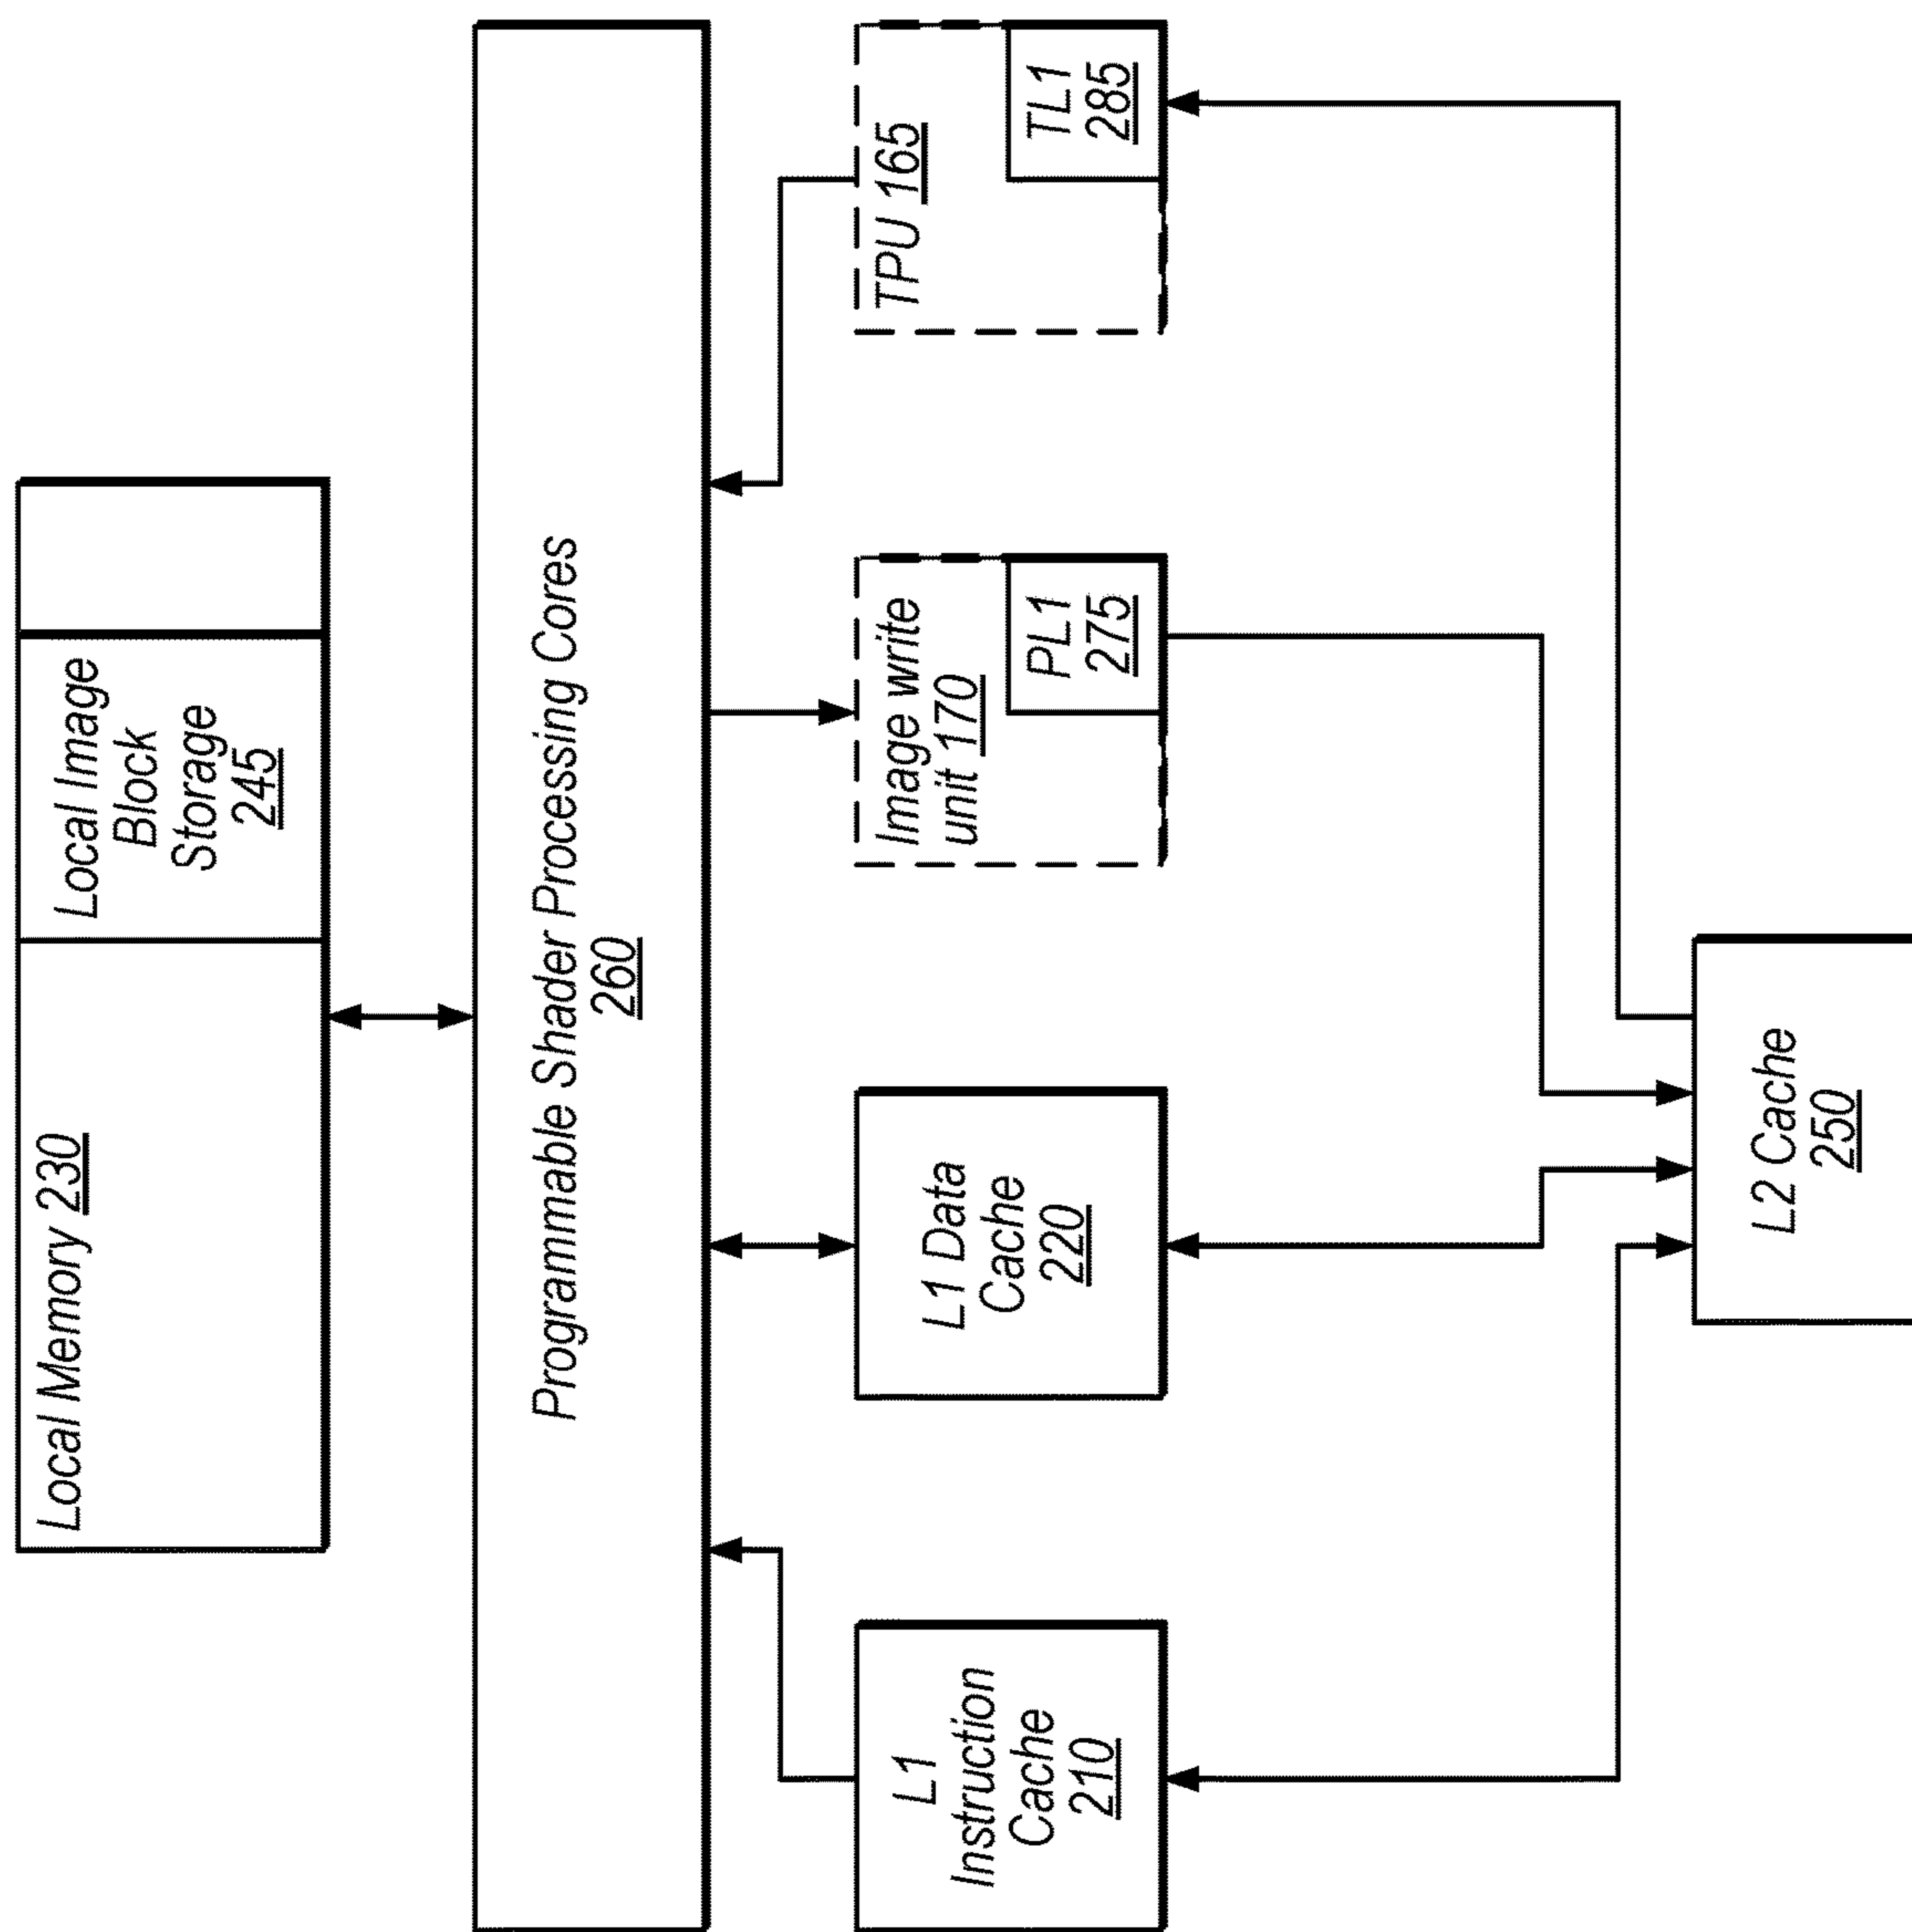 Local Memory 230
Local Image
Block
Storage
245
Programmable Shader Processing Cores
260
L1
Instruction
Cache
210
L1 Data
Cache
220
Image write
unit 170
PL1
275
TPU 165
TL1
285
L2 Cache
250